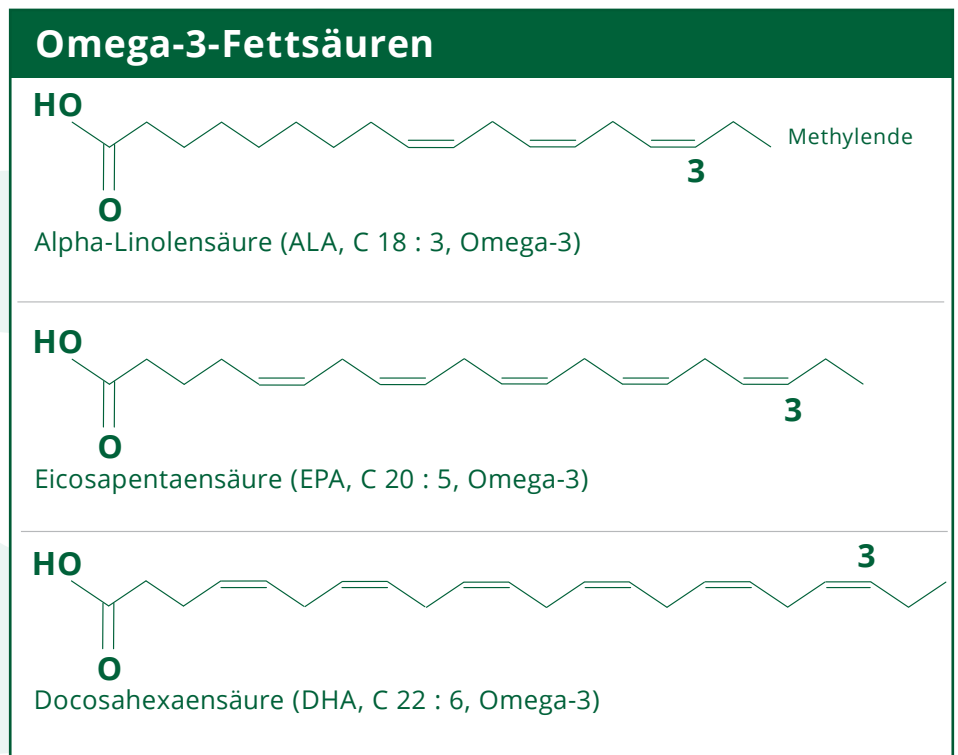 Omega-3-Fettsäuren
HO
Methylende
3
O
Alpha-Linolensäure (ALA, C 18 : 3, Omega-3)
HO
3
O
Eicosapentaensäure (EPA, C 20 : 5, Omega-3)
3
HO
O
Docosahexaensäure (DHA, C 22 : 6, Omega-3)